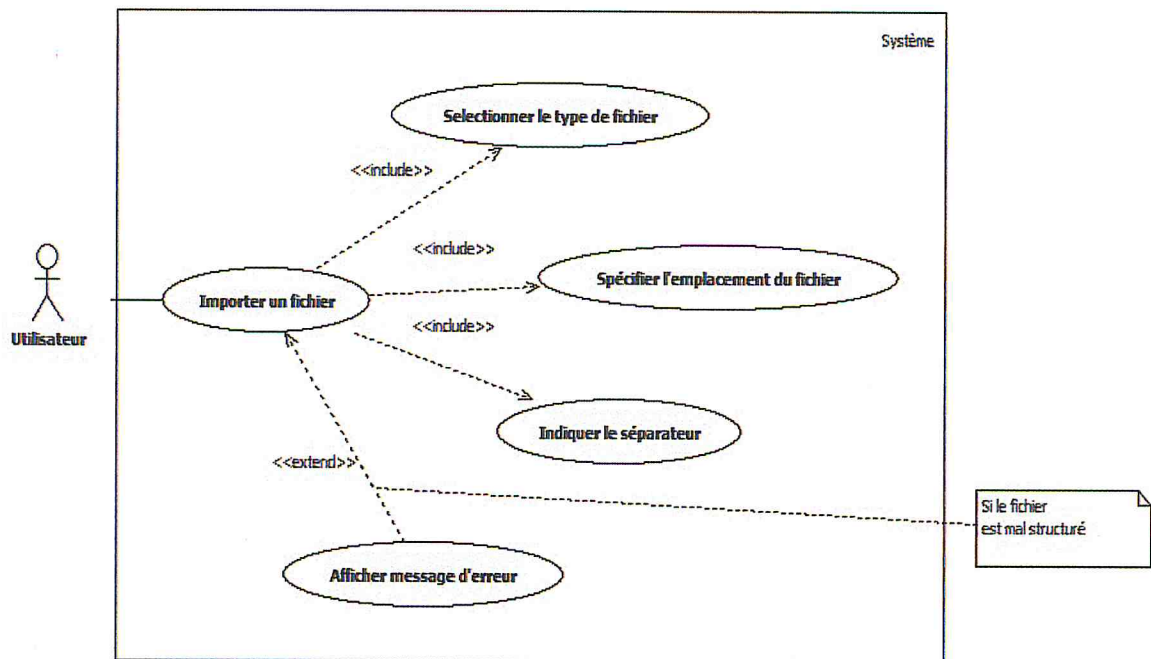 Système
Selectionner le type de fichier
<<include>>
<<include>>
Spécifier l'emplacement du fichier
Importer un fichier
<<include>>
Utilisateur
Indiquer le séparateur
<<extend>>
Si le fichier
est mal structuré
Afficher message d'erreur